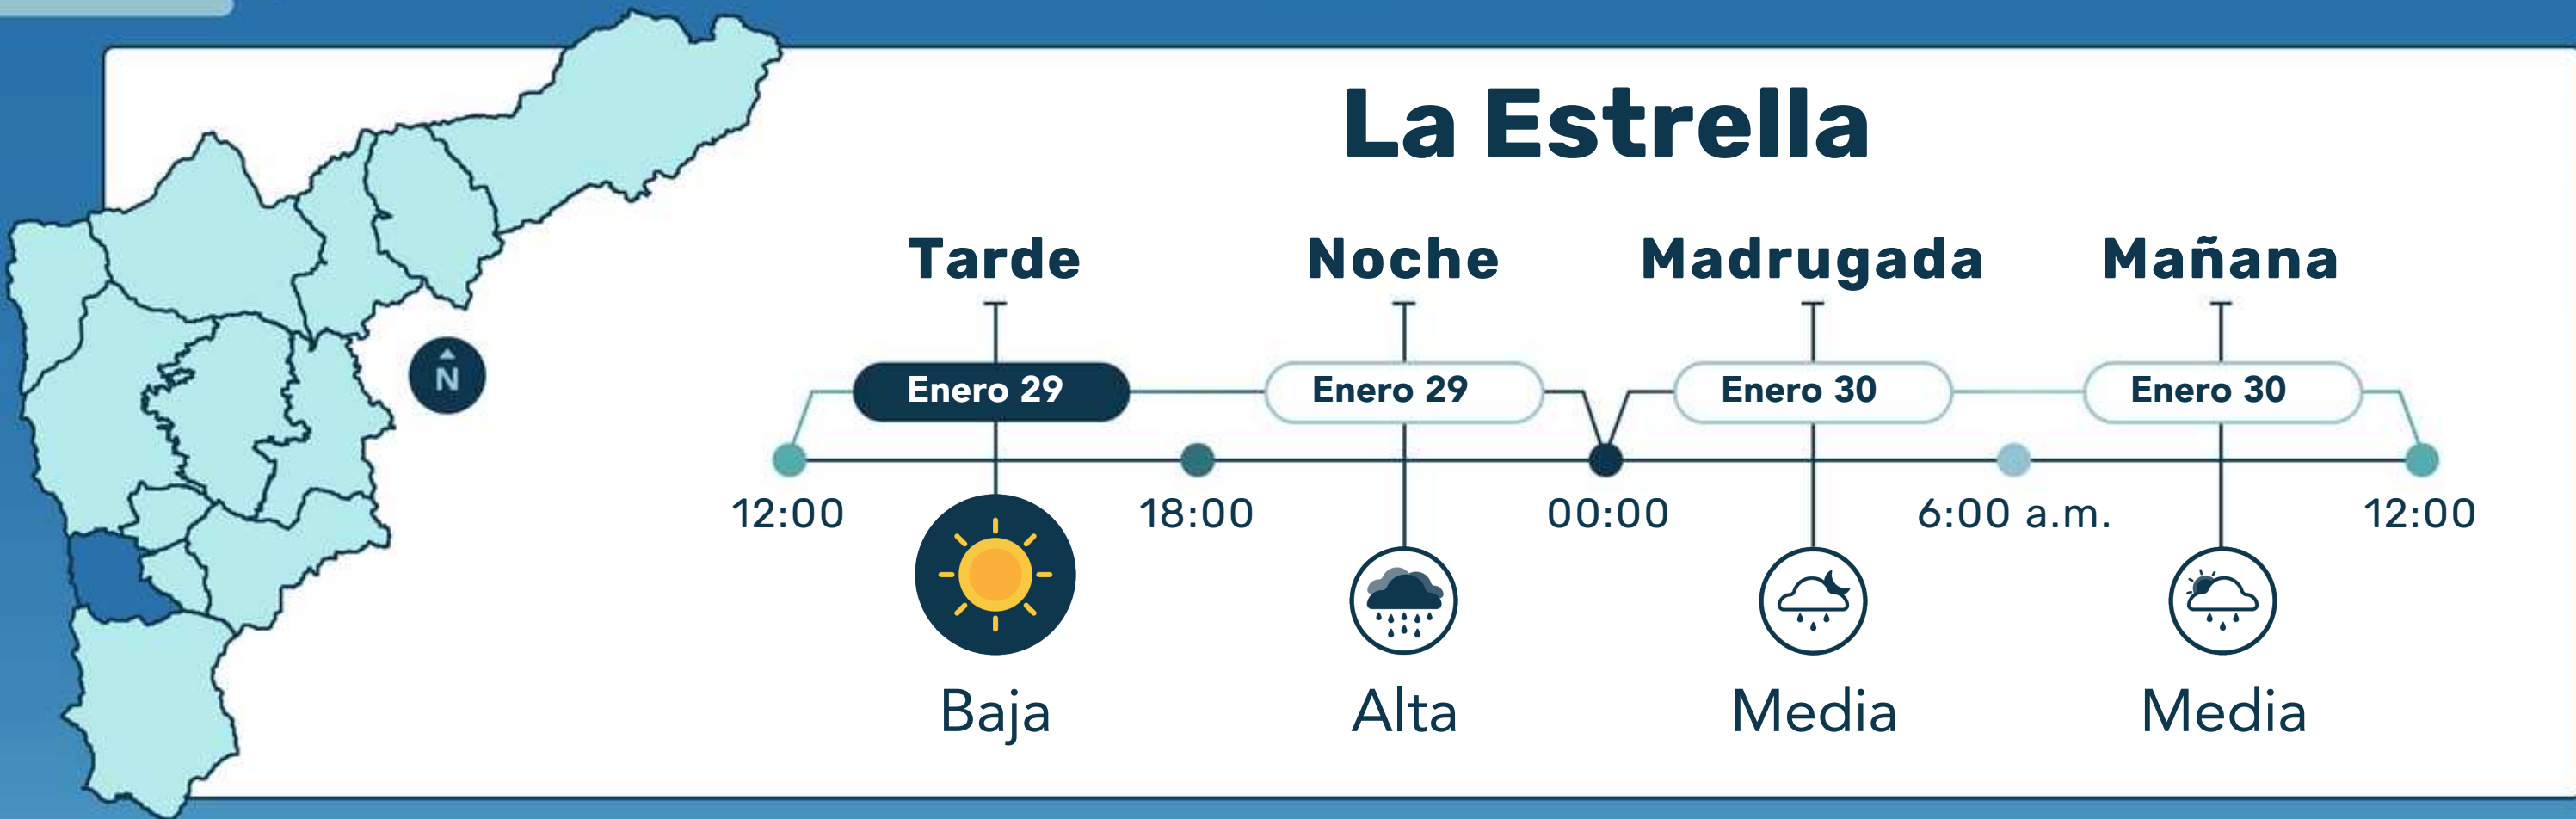 La Estrella
Tarde Noche Madrugada Mañana
Enero 29 Enero 29 Enero 30 Enero 30
N
12:00 18:00 00:00 6:00 a.m. 12:00
Baja Alta Media Media